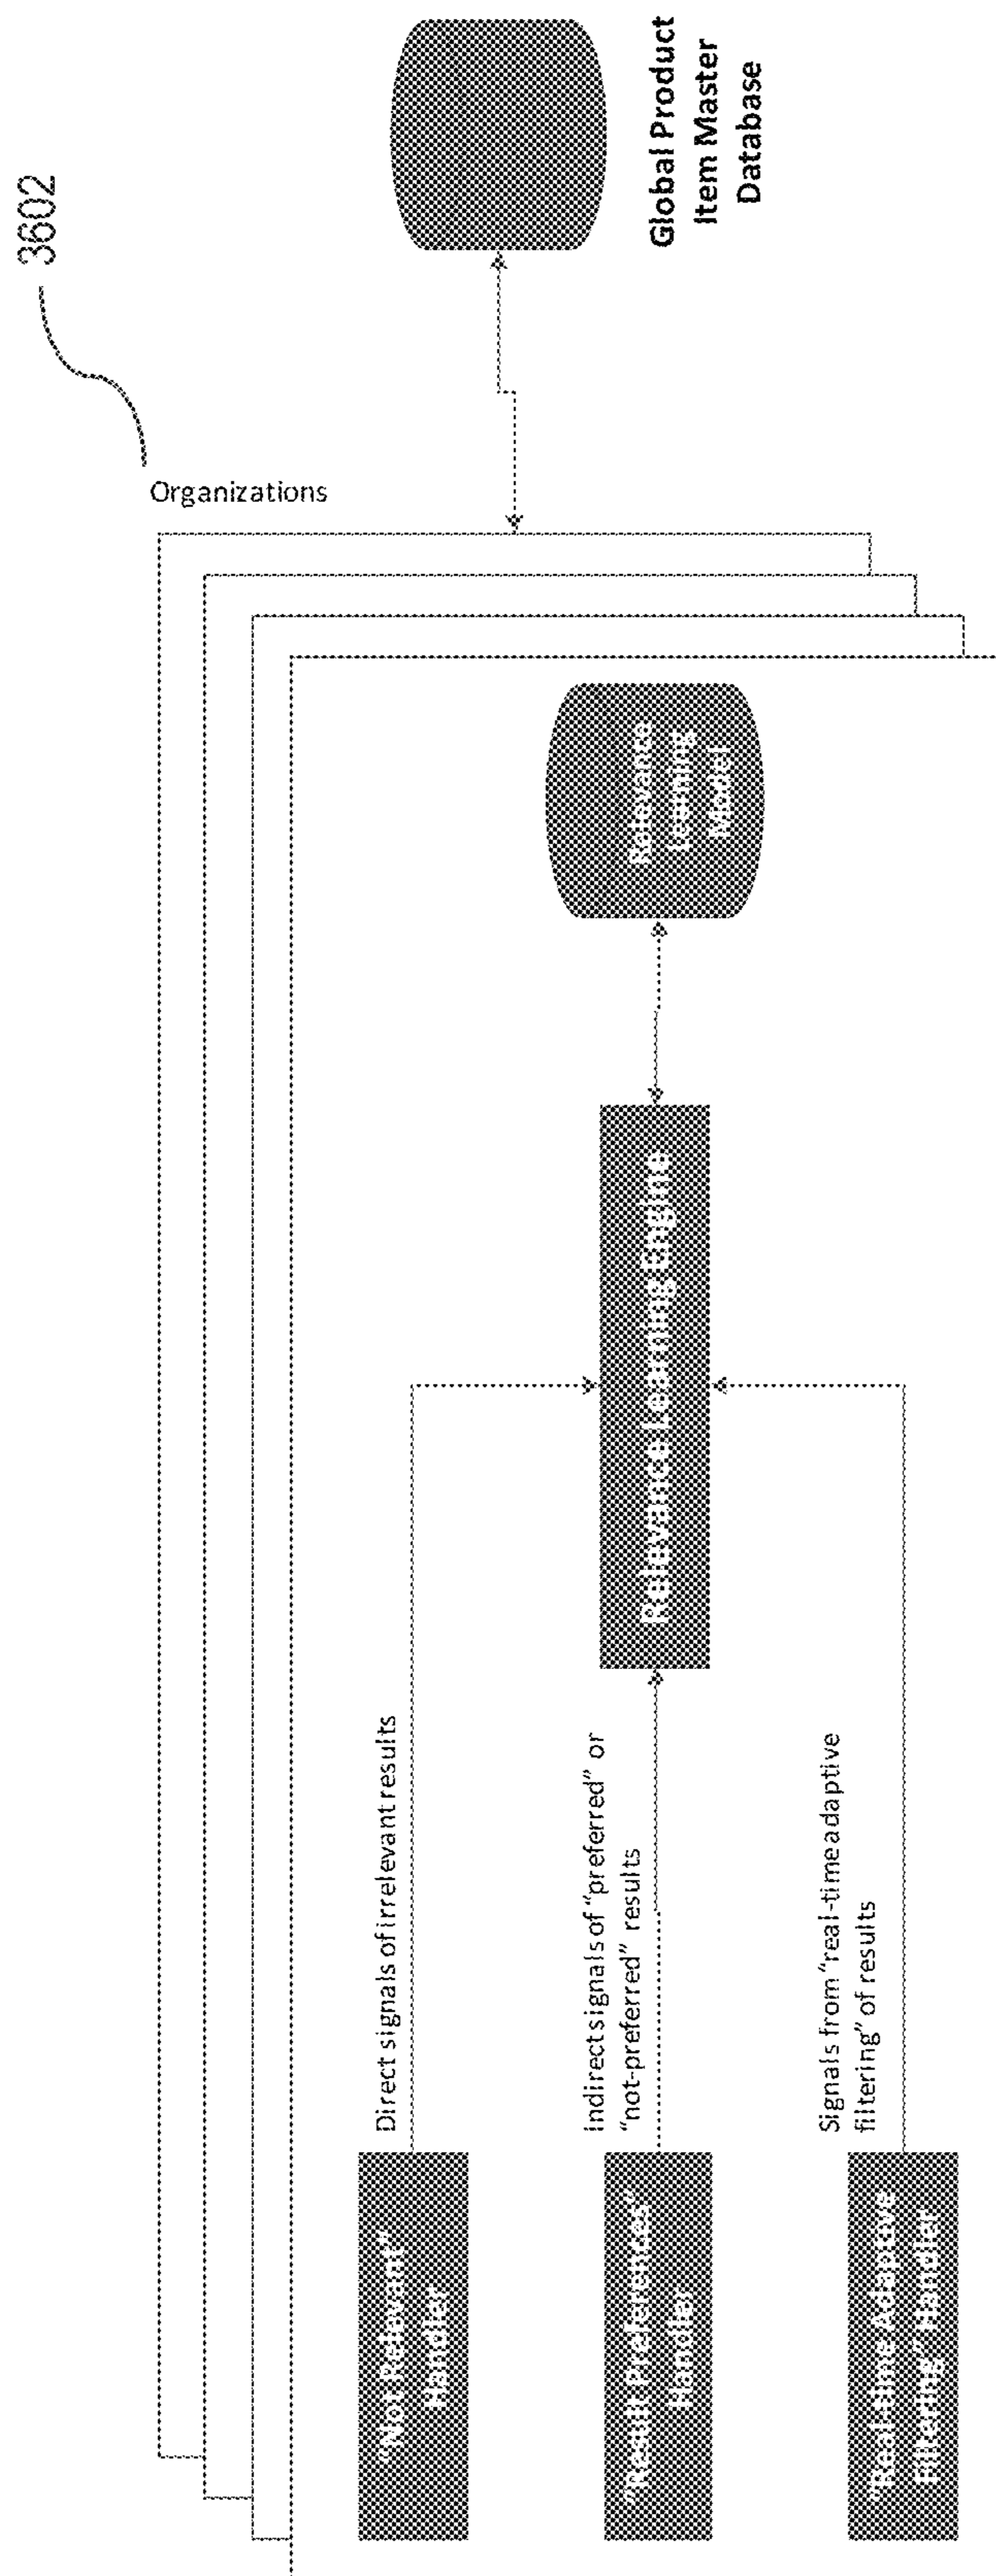 3602
Organizations
Global Product
Item Master
Database
"Not Relevant"
Handler
Direct signals of irrelevant results
"Result Preferences"
Handler
Indirect signals of "preferred" or
"not-preferred" results
"Real-time Adaptive
Filtering" Handler
Signals from "real-time adaptive
filtering" of results
Relevance Learning Engine
Relevance
Learning
Model